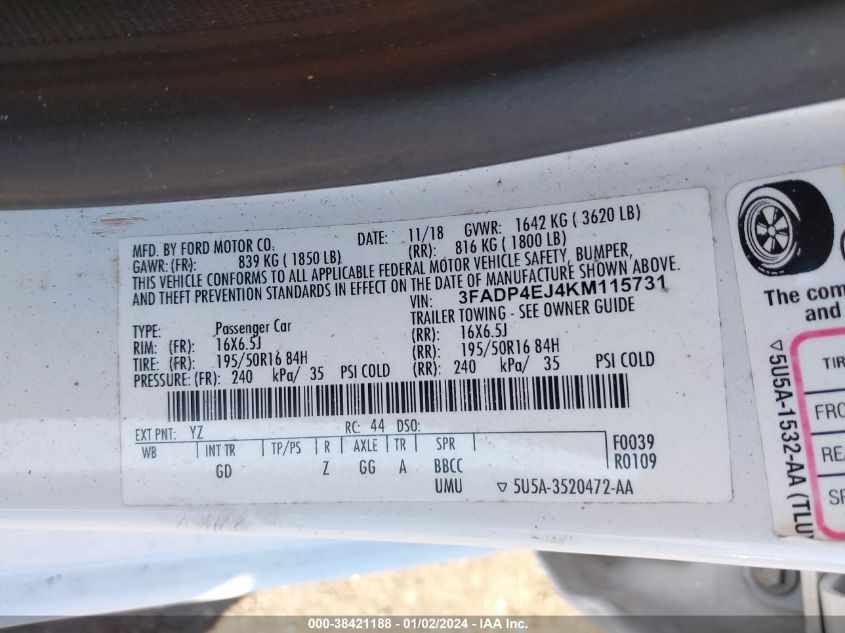 MFD. BY FORD MOTOR CO.
DATE: 11/18 GVWR: 1642 KG ( 3620 LB)
GAWR: (FR): 839 KG ( 1850 LB) (RR): 816 KG ( 1800 LB)
THIS VEHICLE CONFORMS TO ALL APPLICABLE FEDERAL MOTOR VEHICLE SAFETY, BUMPER,
AND THEFT PREVENTION STANDARDS IN EFFECT ON THE DATE OF MANUFACTURE SHOWN ABOVE.
VIN: 3FADP4EJ4KM115731
TYPE: Passenger Car TRAILER TOWING - SEE OWNER GUIDE
RIM: (FR): 16X6.5J (RR): 16X6.5J
TIRE: (FR): 195/50R16 84H (RR): 195/50R16 84H
PRESSURE: (FR): 240 kPa/ 35 PSI COLD (RR): 240 kPa/ 35 PSI COLD
EXT PNT: YZ RC: 44 DSO:
WB INT TR TP/PS R AXLE TR SPR F0039
GD Z GG A BBCC R0109
UMU ▽ 5U5A-3520472-AA
The com
and
▽ 5U5A-1532-AA (TLU
TIR
FRO
REA
SP
000-38421188 - 01/02/2024 - IAAI.com